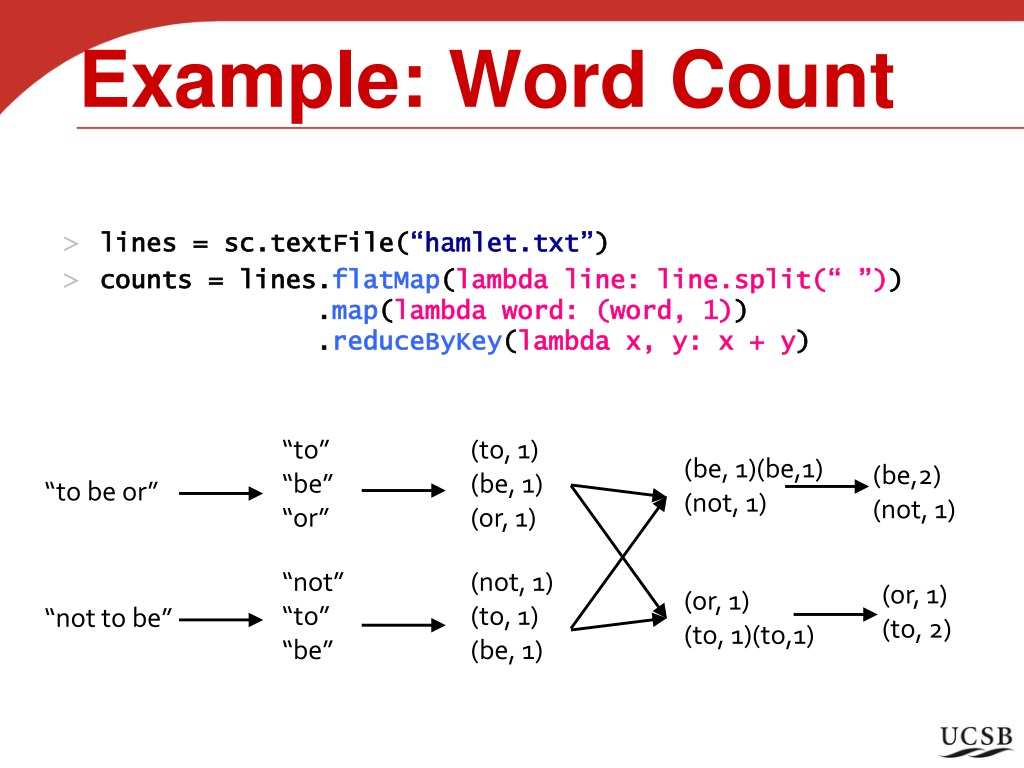 Example: Word Count
> lines = sc.textFile(“hamlet.txt”)
> counts = lines.flatMap(lambda line: line.split(“ ”))
.map(lambda word: (word, 1))
.reduceByKey(lambda x, y: x + y)
“to be or”
“to”
“be”
“or”
(to, 1)
(be, 1)
(or, 1)
(be, 1)(be,1)
(not, 1)
(be,2)
(not, 1)
“not to be”
“not”
“to”
“be”
(not, 1)
(to, 1)
(be, 1)
(or, 1)
(to, 1)(to,1)
(or, 1)
(to, 2)
UCSB